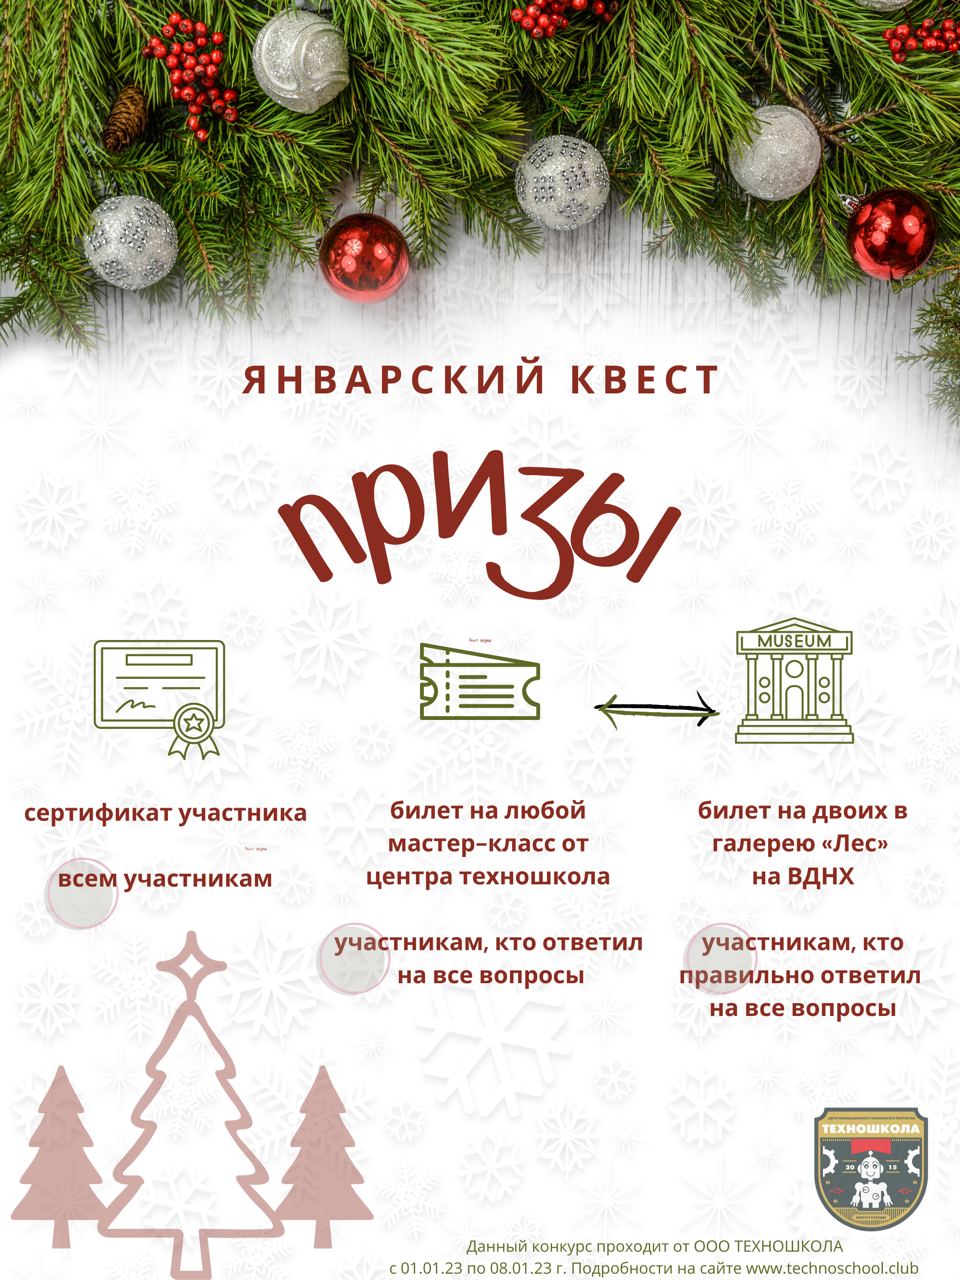 ЯНВАРСКИЙ КВЕСТ
призы
MUSEUM
сертификат участника
всем участникам
билет на любой
мастер-класс от
центра техношкола
участникам, кто ответил
на все вопросы
билет на двоих в
галерею «Лес»
на ВДНХ
участникам, кто
правильно ответил
на все вопросы
ТЕХНОШКОЛА
20 15
Данный конкурс проходит от ООО ТЕХНОШКОЛА
с 01.01.23 по 08.01.23 г. Подробности на сайте www.technoschool.club